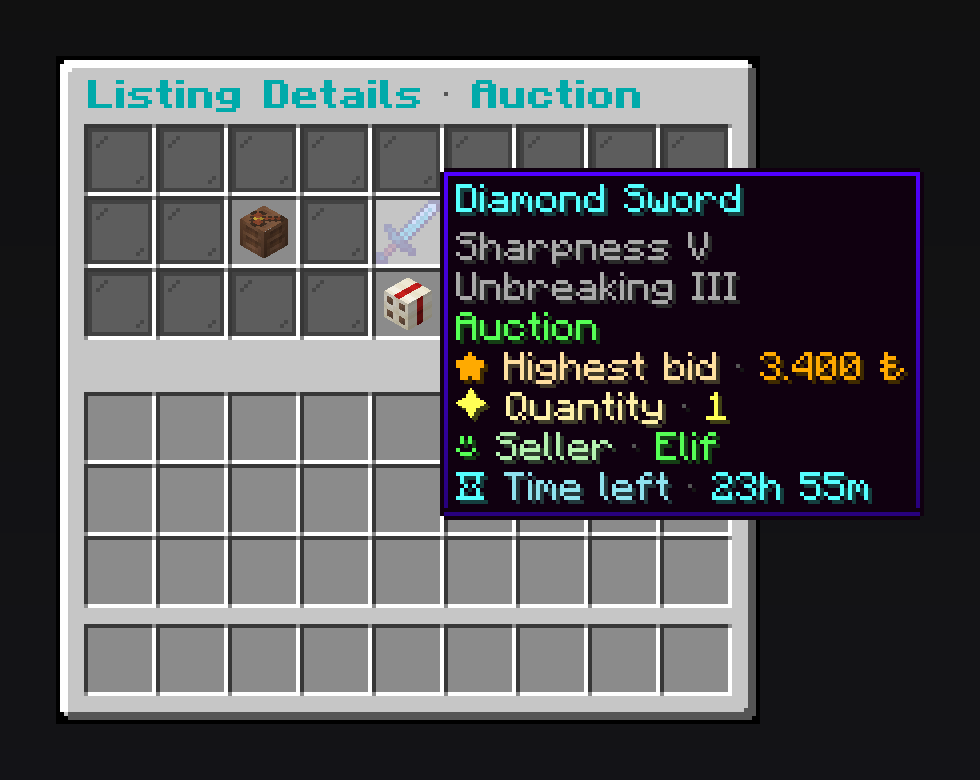 Listing Details · Auction
Diamond Sword
Sharpness V
Unbreaking III
Auction
Highest bid · 3.400 ₺
Quantity · 1
Seller · Elif
Time left · 23h 55m